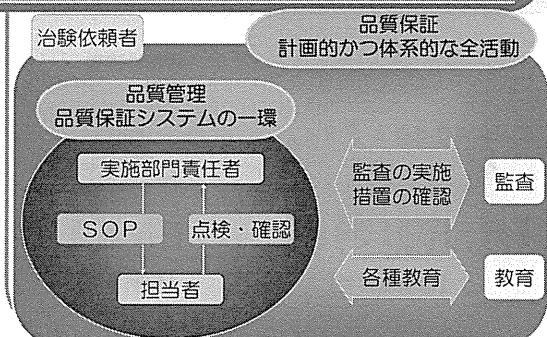 治験依頼者
品質保証
計画的かつ体系的な全活動
品質管理
品質保証システムの一環
実施部門責任者
SOP
点検・確認
担当者
監査の実施
措置の確認
監査
各種教育
教育